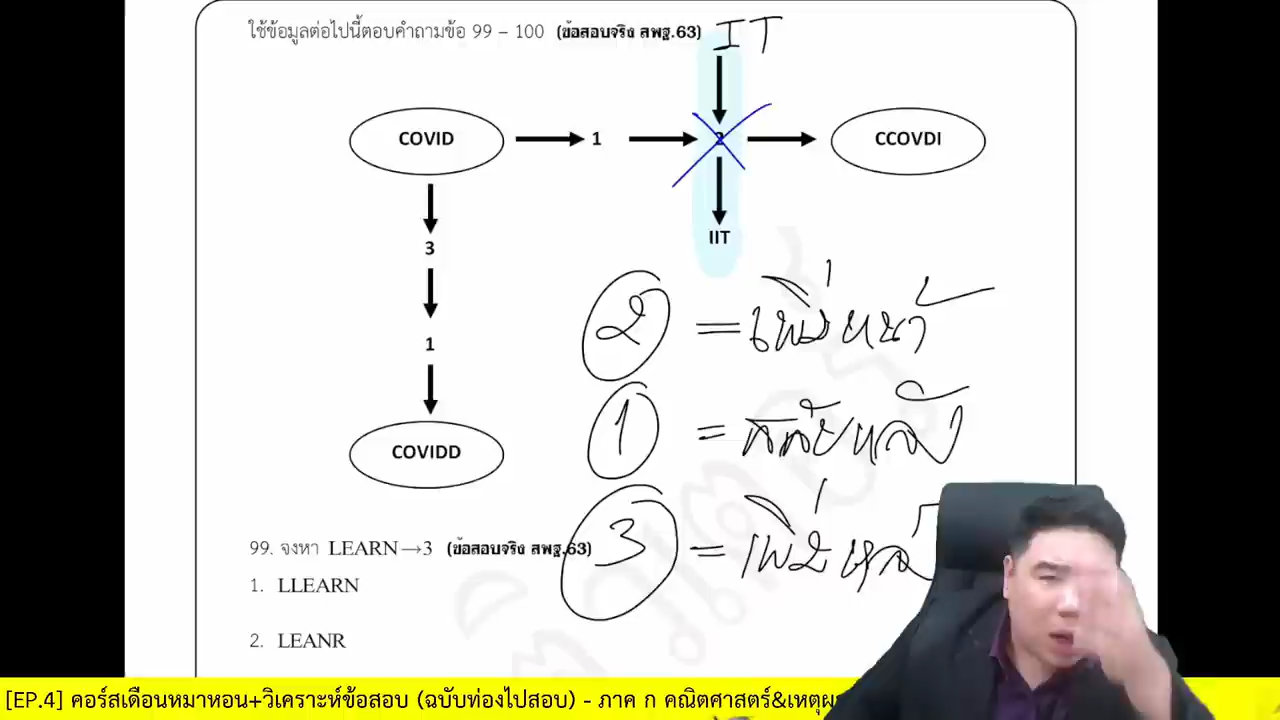 ใช้ข้อมูลต่อไปนี้ตอบคำถามข้อ 99 – 100 (ข้อสอบจริง สพฐ.63)
IT
COVID 1 2 CCOVDI
IIT
3
1
COVIDD
2 = เพิ่มหน้า
1 = สลับหลัง
3 = เพิ่มหลั
99. จงหา LEARN→3 (ข้อสอบจริง สพฐ.63)
1. LLEARN
2. LEANR
[EP.4] คอร์สเดือนหมาหอน+วิเคราะห์ข้อสอบ (ฉบับท่องไปสอบ) - ภาค ก คณิตศาสตร์&เหตุผ